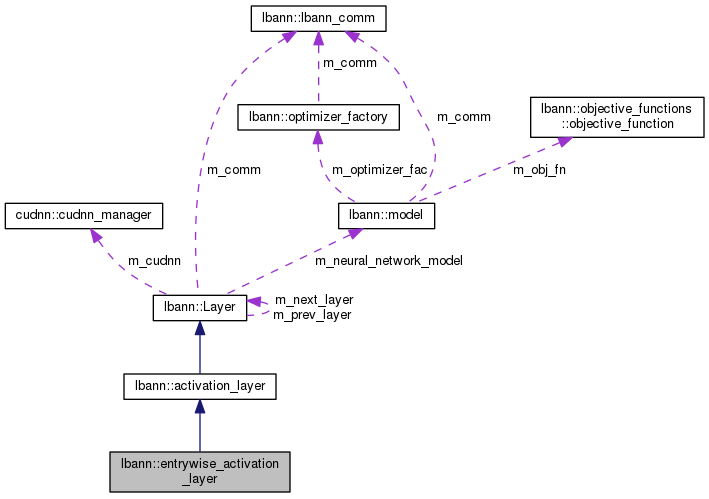 lbann::lbann_comm
m_comm
lbann::objective_functions
::objective_function
lbann::optimizer_factory
m_comm
m_comm
m_optimizer_fac
m_obj_fn
cudnn::cudnn_manager
lbann::model
m_cudnn
m_neural_network_model
lbann::Layer
m_next_layer
m_prev_layer
lbann::activation_layer
lbann::entrywise_activation
_layer